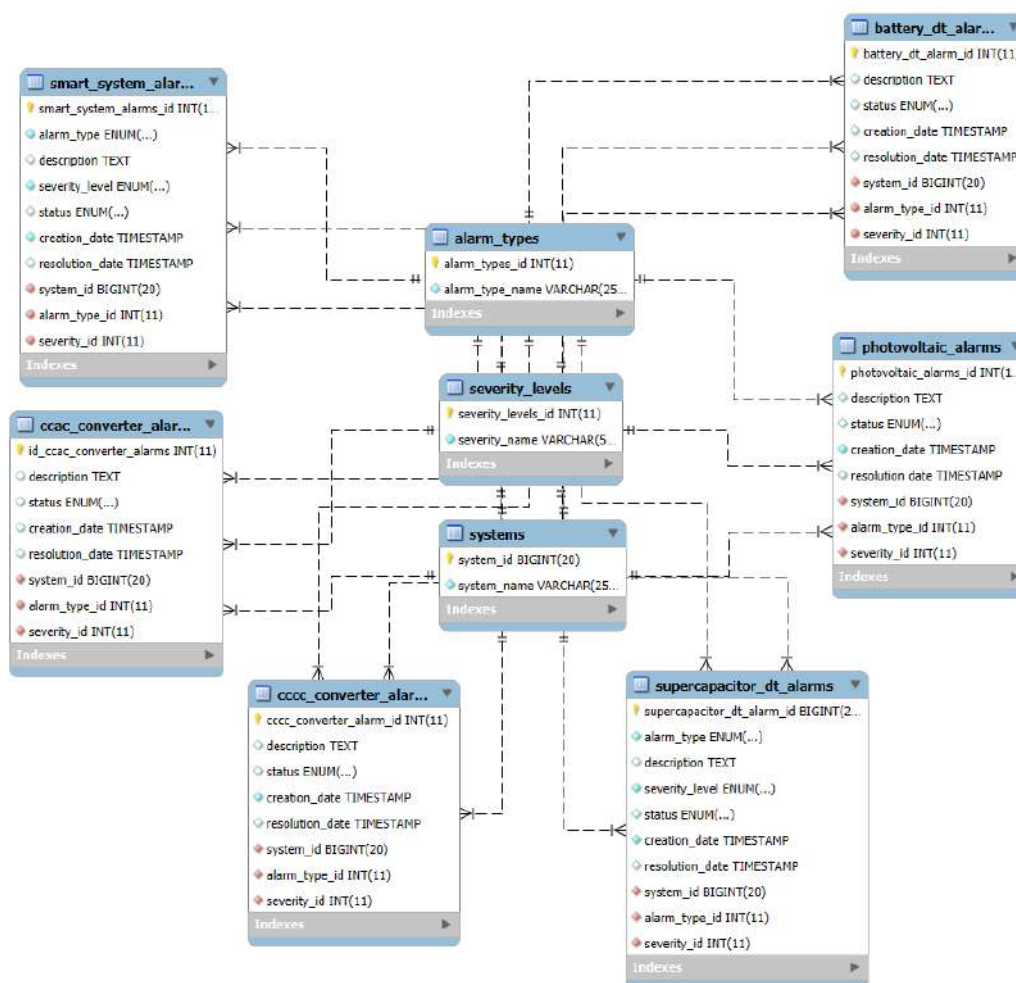 smart_system_alar...
smart_system_alarms_id INT(1...
alarm_type ENUM(...)
description TEXT
severity_level ENUM(...)
status ENUM(...)
creation_date TIMESTAMP
resolution_date TIMESTAMP
system_id BIGINT(20)
alarm_type_id INT(11)
severity_id INT(11)
Indexes
battery_dt_alar...
battery_dt_alarm_id INT(11)
description TEXT
status ENUM(...)
creation_date TIMESTAMP
resolution_date TIMESTAMP
system_id BIGINT(20)
alarm_type_id INT(11)
severity_id INT(11)
Indexes
alarm_types
alarm_types_id INT(11)
alarm_type_name VARCHAR(25...
Indexes
photovoltaic_alarms
photovoltaic_alarms_id INT(1...
description TEXT
status ENUM(...)
creation_date TIMESTAMP
resolution_date TIMESTAMP
system_id BIGINT(20)
alarm_type_id INT(11)
severity_id INT(11)
Indexes
severity_levels
severity_levels_id INT(11)
severity_name VARCHAR(5...
Indexes
ccac_converter_alar...
id_ccac_converter_alarms INT(11)
description TEXT
status ENUM(...)
creation_date TIMESTAMP
resolution_date TIMESTAMP
system_id BIGINT(20)
alarm_type_id INT(11)
severity_id INT(11)
Indexes
systems
system_id BIGINT(20)
system_name VARCHAR(25...
Indexes
cccc_converter_alar...
cccc_converter_alarm_id INT(11)
description TEXT
status ENUM(...)
creation_date TIMESTAMP
resolution_date TIMESTAMP
system_id BIGINT(20)
alarm_type_id INT(11)
severity_id INT(11)
Indexes
supercapacitor_dt_alarms
supercapacitor_dt_alarm_id BIGINT(2...
alarm_type ENUM(...)
description TEXT
severity_level ENUM(...)
status ENUM(...)
creation_date TIMESTAMP
resolution_date TIMESTAMP
system_id BIGINT(20)
alarm_type_id INT(11)
severity_id INT(11)
Indexes